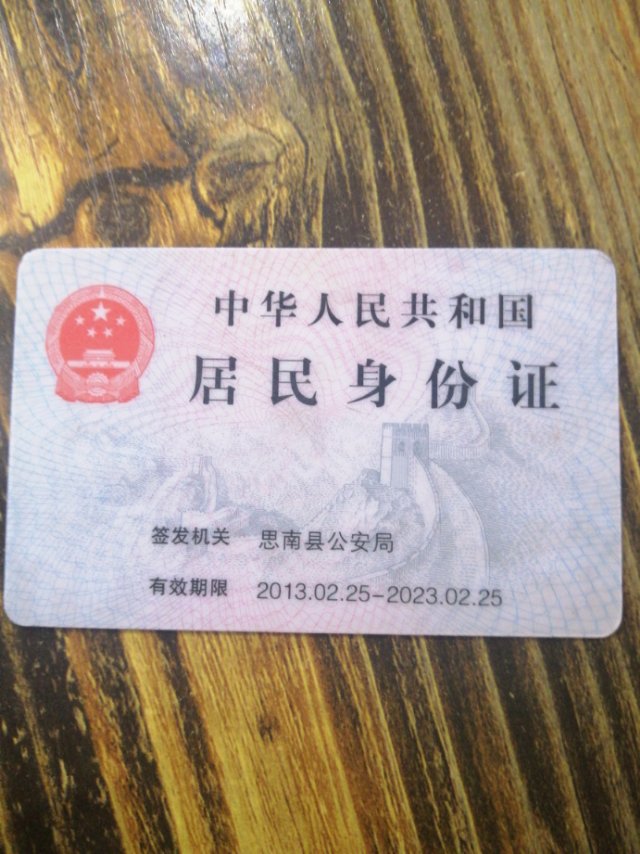 中华人民共和国
居民身份证
签发机关 思南县公安局
有效期限 2013.02.25-2023.02.25